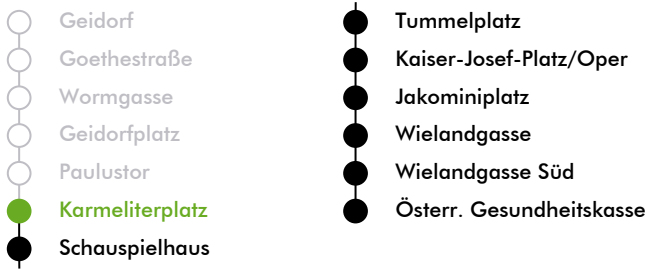 Geidorf
Goethestraße
Wormgasse
Geidorfplatz
Paulustor
Karmeliterplatz
Schauspielhaus
Tummelplatz
Kaiser-Josef-Platz/Oper
Jakominiplatz
Wielandgasse
Wielandgasse Süd
Österr. Gesundheitskasse